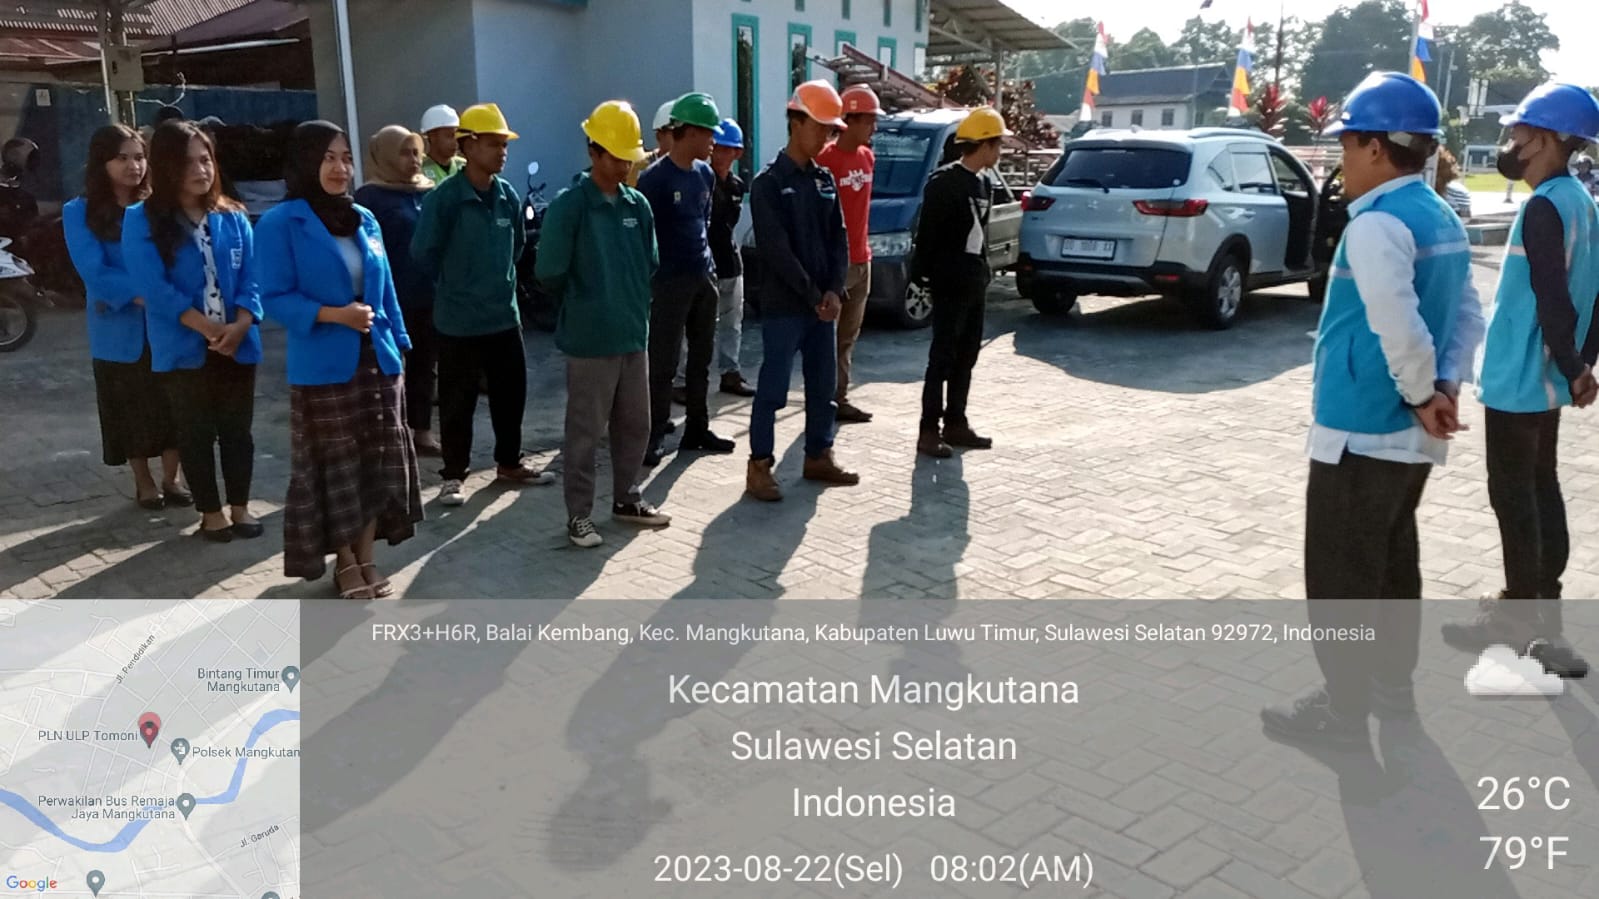 FRX3+H6R, Balai Kembang, Kec. Mangkutana, Kabupaten Luwu Timur, Sulawesi Selatan 92972, Indonesia
Kecamatan Mangkutana
Sulawesi Selatan
Indonesia
2023-08-22(Sel) 08:02(AM)
26°C
79°F
Jl. Pendidikan
Bintang Timur
Mangkutana
PLN ULP Tomoni
Polsek Mangkutan
Perwakilan Bus Remaja
Jaya Mangkutana
Jl. Garuda
Google